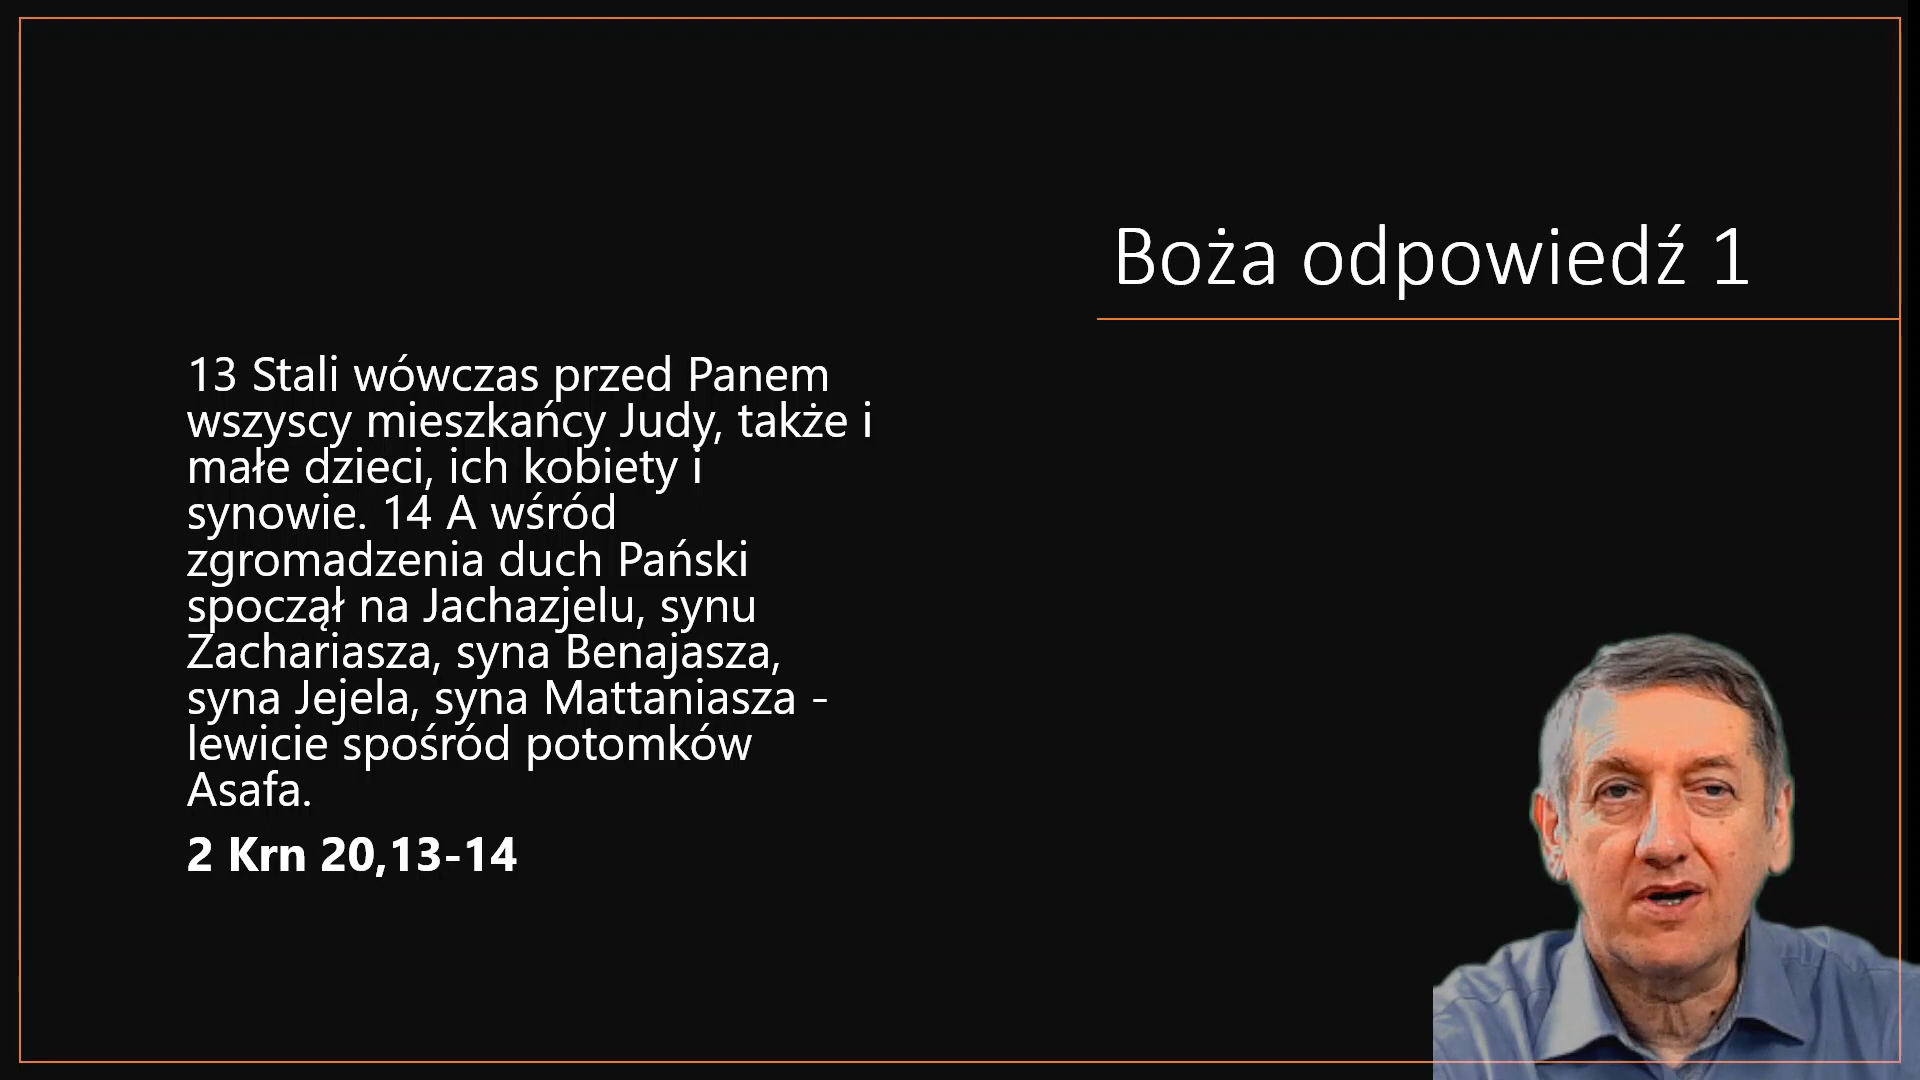 Boża odpowiedź 1
13 Stali wówczas przed Panem
wszyscy mieszkańcy Judy, także i
małe dzieci, ich kobiety i
synowie. 14 A wśród
zgromadzenia duch Pański
spoczął na Jachazjelu, synu
Zachariasza, syna Benajasza,
syna Jejela, syna Mattaniasza -
lewicie spośród potomków
Asafa.
2 Krn 20,13-14